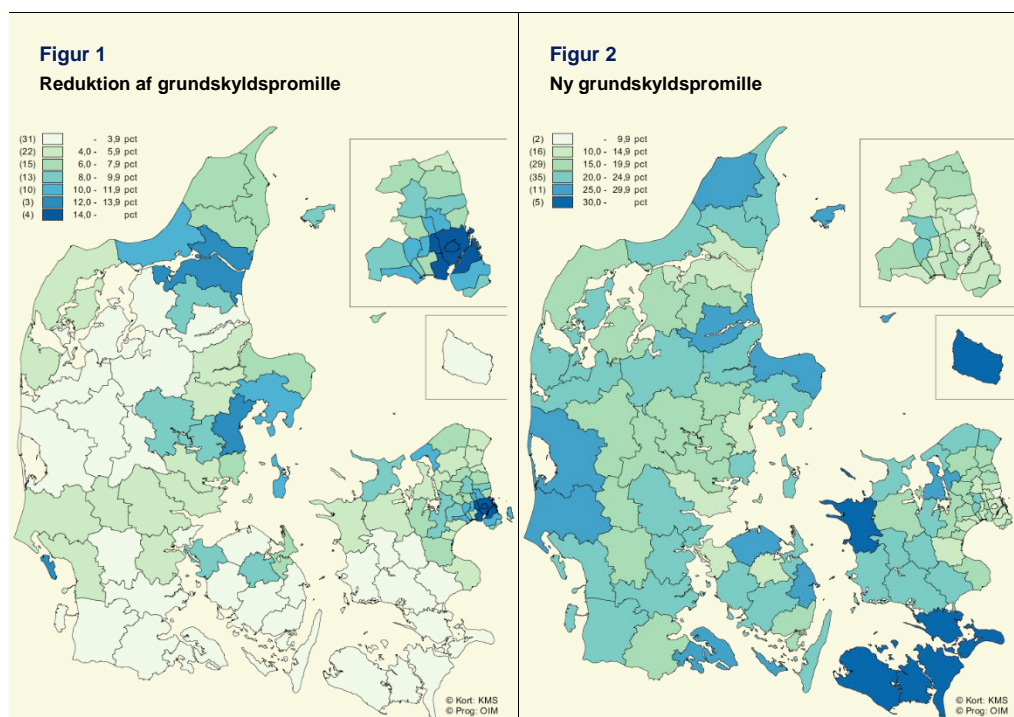 Figur 1
Reduktion af grundskyldspromille
(31) - 3,9 pct
(22) 4,0 - 5,9 pct
(15) 6,0 - 7,9 pct
(13) 8,0 - 9,9 pct
(10) 10,0 - 11,9 pct
(3) 12,0 - 13,9 pct
(4) 14,0 - pct
© Kort: KMS
© Prog: OIM
Figur 2
Ny grundskyldspromille
(2) - 9,9 pct
(16) 10,0 - 14,9 pct
(29) 15,0 - 19,9 pct
(35) 20,0 - 24,9 pct
(11) 25,0 - 29,9 pct
(5) 30,0 - pct
© Kort: KMS
© Prog: OIM